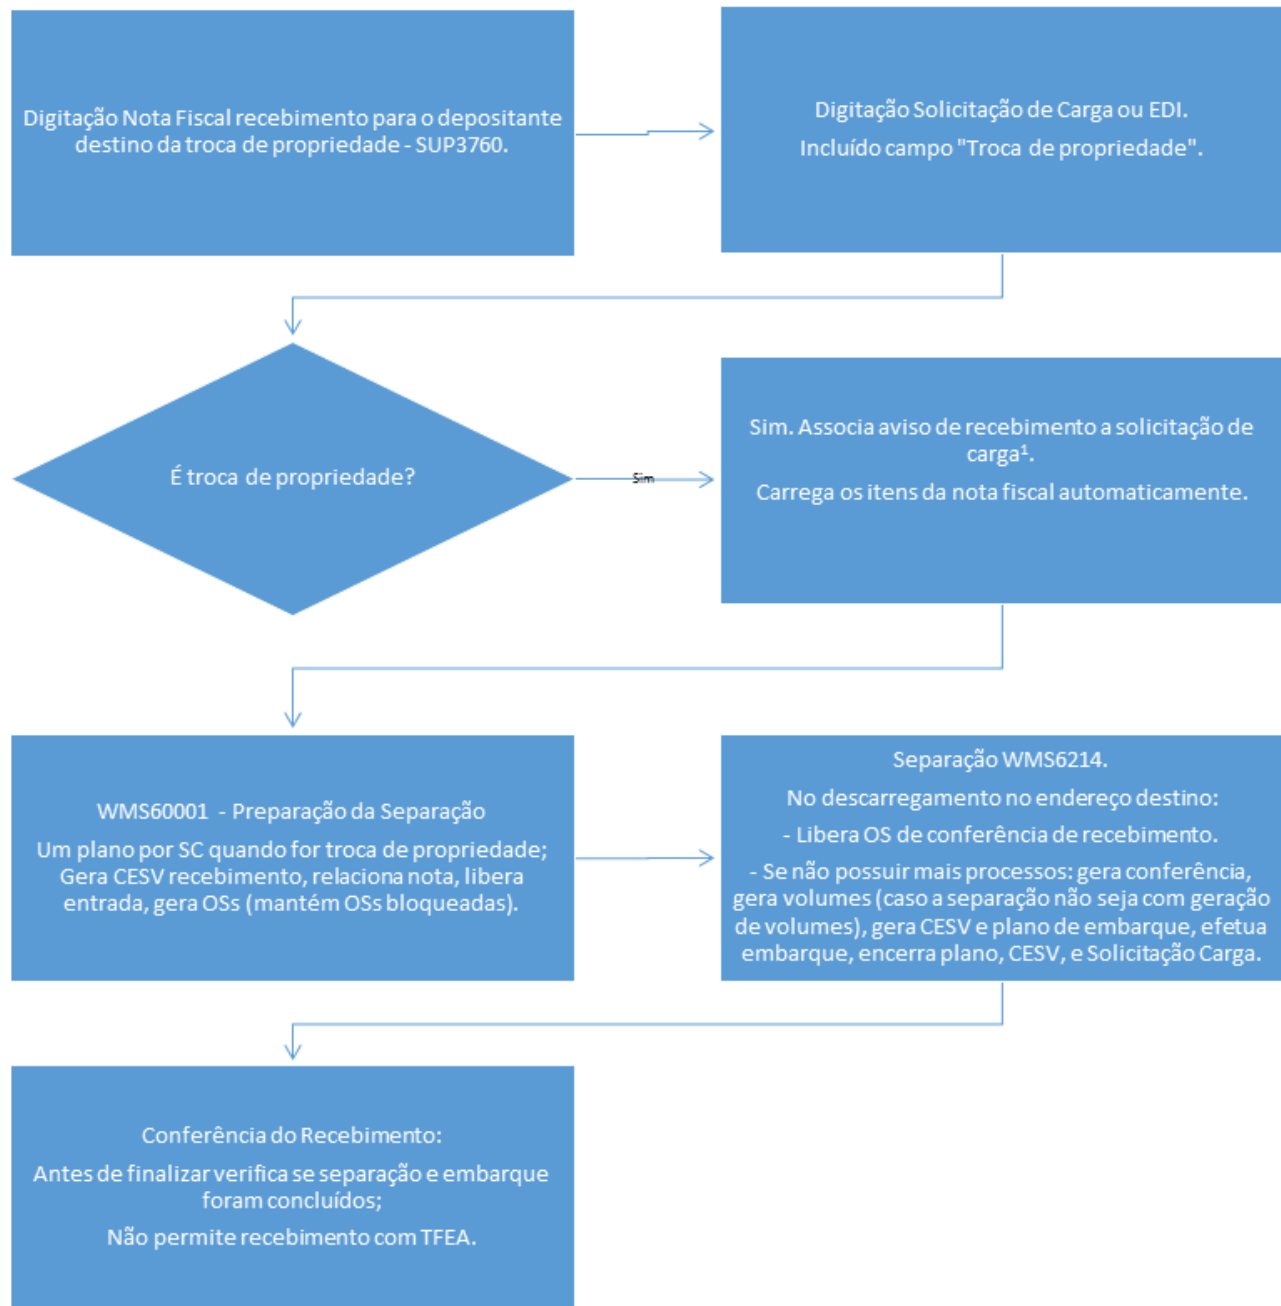 Digitação Nota Fiscal recebimento para o depositante
destino da troca de propriedade - SUP3760.
Digitação Solicitação de Carga ou EDI.
Incluído campo "Troca de propriedade".
É troca de propriedade?
Sim
Sim. Associa aviso de recebimento a solicitação de
carga¹.
Carrega os itens da nota fiscal automaticamente.
WMS60001 - Preparação da Separação
Um plano por SC quando for troca de propriedade;
Gera CESV recebimento, relaciona nota, libera
entrada, gera OSs (mantém OSs bloqueadas).
Separação WMS6214.
No descarregamento no endereço destino:
- Libera OS de conferência de recebimento.
- Se não possuir mais processos: gera conferência,
gera volumes (caso a separação não seja com geração
de volumes), gera CESV e plano de embarque, efetua
embarque, encerra plano, CESV, e Solicitação Carga.
Conferência do Recebimento:
Antes de finalizar verifica se separação e embarque
foram concluídos;
Não permite recebimento com TFEA.